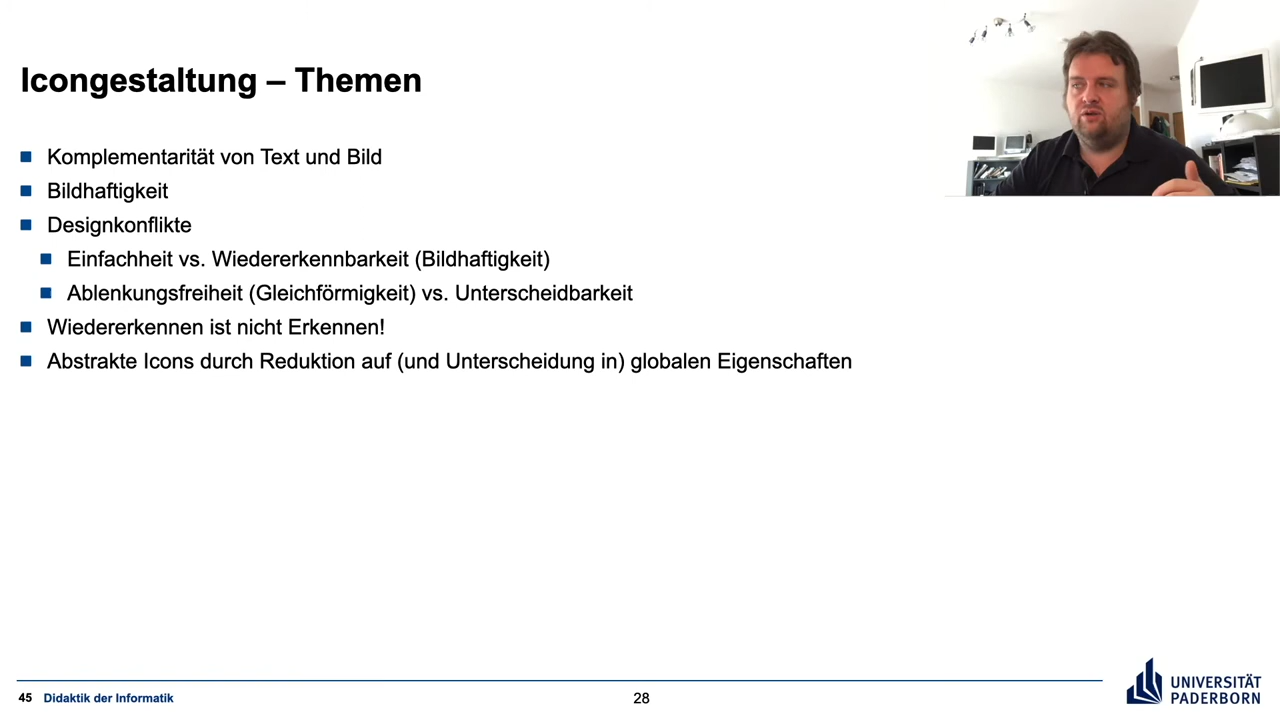 Icongestaltung – Themen
Komplementarität von Text und Bild
Bildhaftigkeit
Designkonflikte
Einfachheit vs. Wiedererkennbarkeit (Bildhaftigkeit)
Ablenkungsfreiheit (Gleichförmigkeit) vs. Unterscheidbarkeit
Wiedererkennen ist nicht Erkennen!
Abstrakte Icons durch Reduktion auf (und Unterscheidung in) globalen Eigenschaften
45 Didaktik der Informatik
28
UNIVERSITÄT
PADERBORN